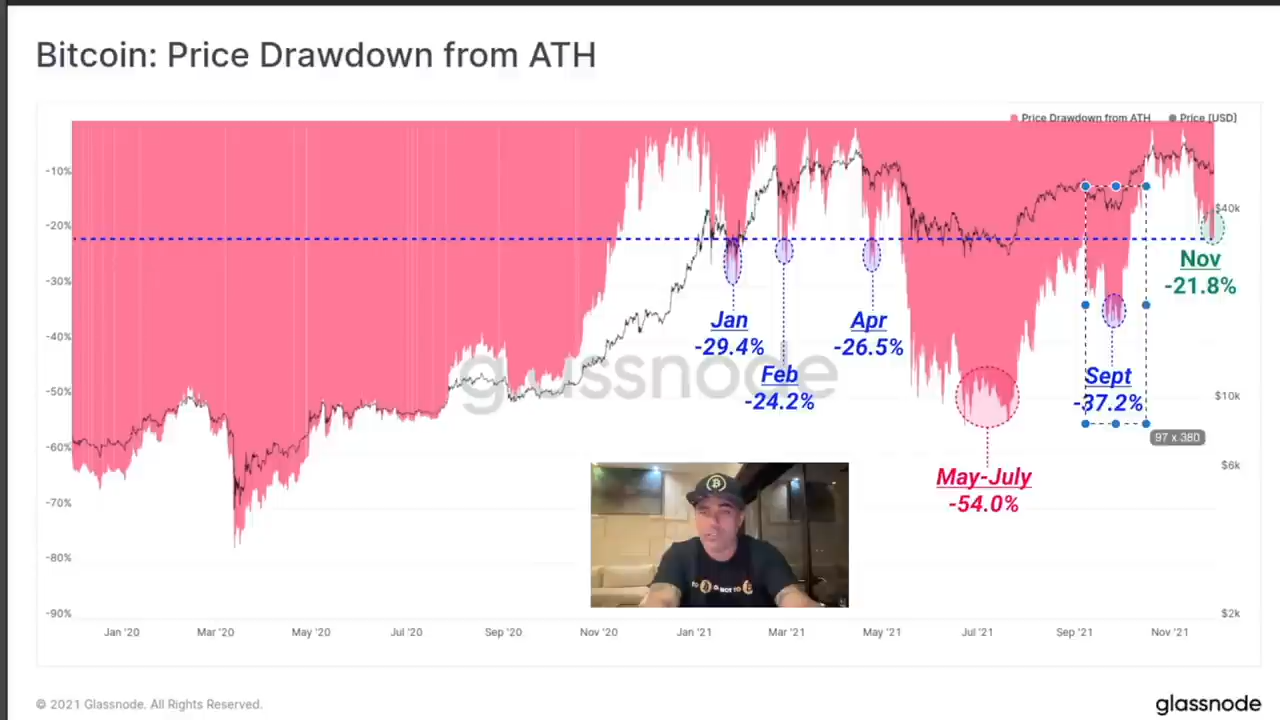 Bitcoin: Price Drawdown from ATH
Price Drawdown from ATH Price [USD]
-10%
-20%
-30%
-40%
-50%
-60%
-70%
-80%
-90%
$40k
$10k
$6k
$2k
glassnode
Jan
-29.4%
Feb
-24.2%
Apr
-26.5%
May-July
-54.0%
Sept
-37.2%
Nov
-21.8%
97 x 380
TO B OR NOT TO B
Jan '20 Mar '20 May '20 Jul '20 Sep '20 Nov '20 Jan '21 Mar '21 May '21 Jul '21 Sep '21 Nov '21
© 2021 Glassnode. All Rights Reserved.
glassnode